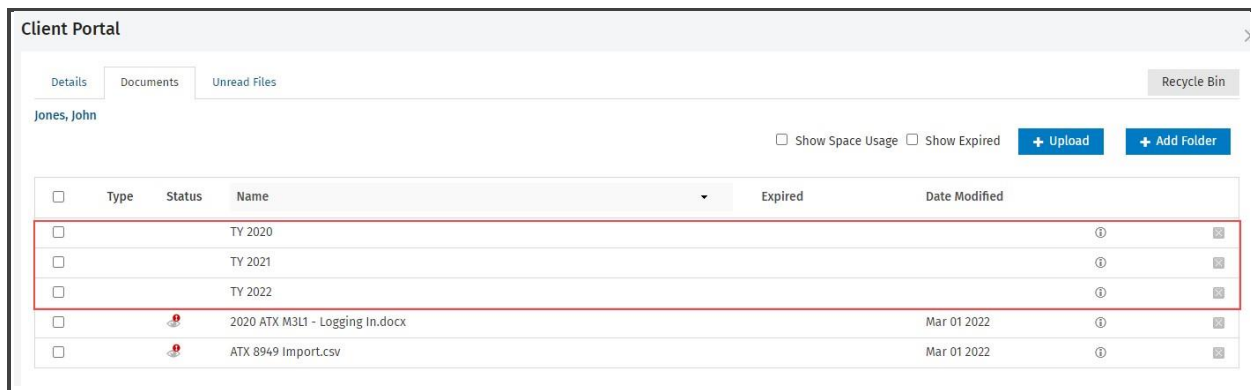 Client Portal
Details Documents Unread Files Recycle Bin
Jones, John
Show Space Usage Show Expired + Upload + Add Folder
Type Status Name Expired Date Modified
TY 2020
TY 2021
TY 2022
2020 ATX M3L1 - Logging In.docx Mar 01 2022
ATX 8949 Import.csv Mar 01 2022